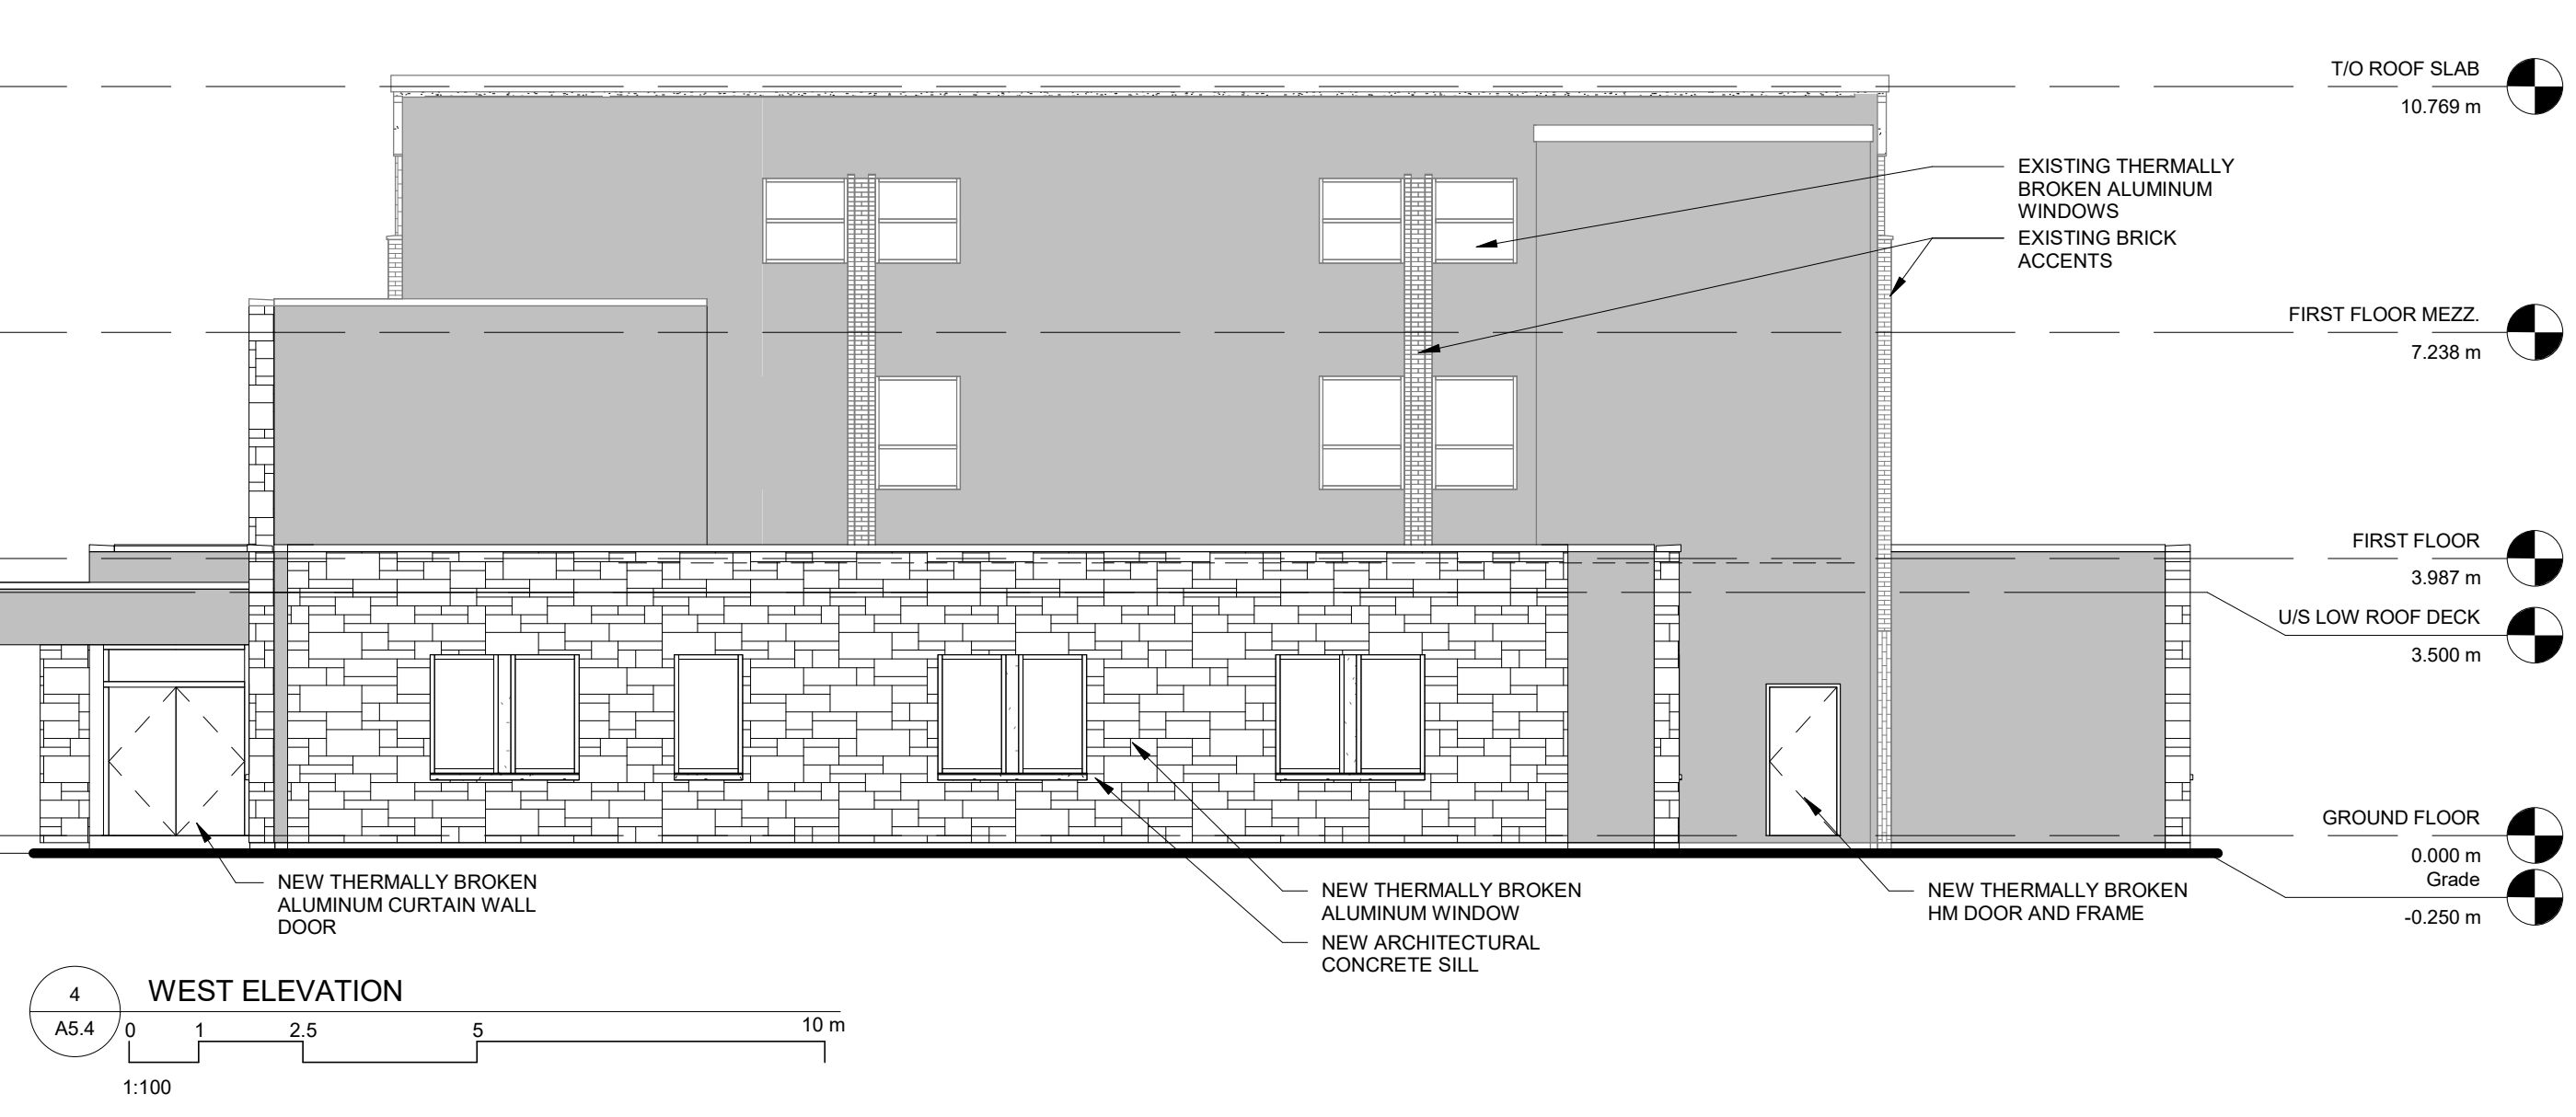 T/O ROOF SLAB
10.769 m
EXISTING THERMALLY
BROKEN ALUMINUM
WINDOWS
EXISTING BRICK
ACCENTS
FIRST FLOOR MEZZ.
7.238 m
FIRST FLOOR
3.987 m
U/S LOW ROOF DECK
3.500 m
GROUND FLOOR
0.000 m
Grade
-0.250 m
NEW THERMALLY BROKEN
ALUMINUM CURTAIN WALL
DOOR
NEW THERMALLY BROKEN
ALUMINUM WINDOW
NEW ARCHITECTURAL
CONCRETE SILL
NEW THERMALLY BROKEN
HM DOOR AND FRAME
4
WEST ELEVATION
A5.4
0 1 2.5 5 10 m
1:100